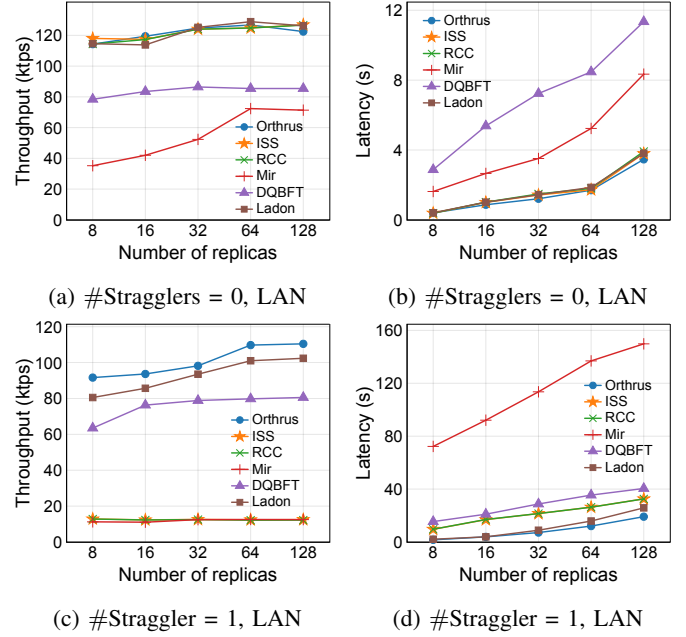 Throughput (ktps)
120
100
80
60
40
20
0
8
16
32
64
128
Number of replicas
Orthrus
ISS
RCC
Mir
DQBFT
Ladon
(a) #Stragglers = 0, LAN
Latency (s)
12
8
4
0
8
16
32
64
128
Number of replicas
Orthrus
ISS
RCC
Mir
DQBFT
Ladon
(b) #Stragglers = 0, LAN
Throughput (ktps)
120
100
80
60
40
20
0
8
16
32
64
128
Number of replicas
Orthrus
ISS
RCC
Mir
DQBFT
Ladon
(c) #Straggler = 1, LAN
Latency (s)
160
120
80
40
0
8
16
32
64
128
Number of replicas
Orthrus
ISS
RCC
Mir
DQBFT
Ladon
(d) #Straggler = 1, LAN